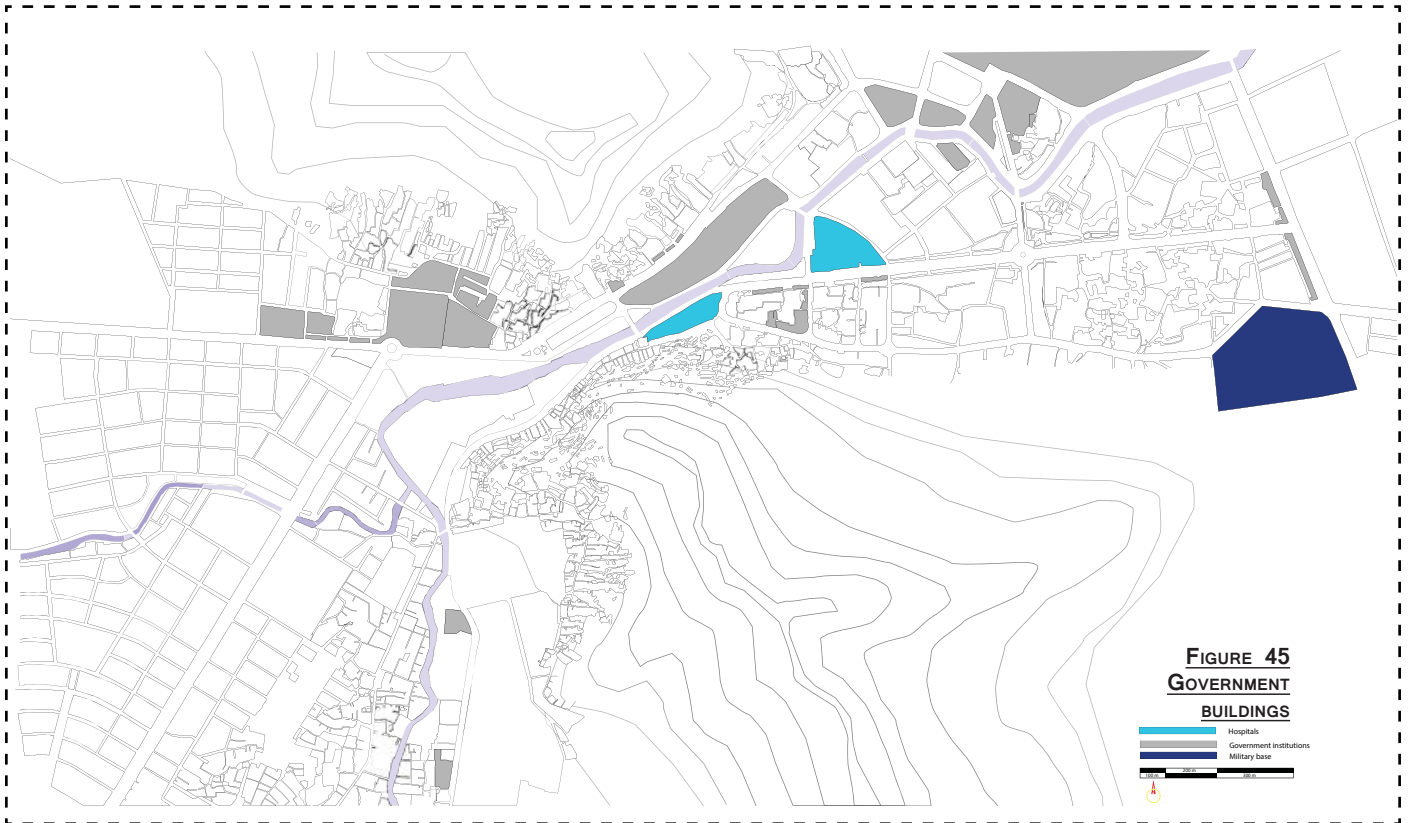 FIGURE 45
GOVERNMENT
BUILDINGS
Hospitals
Government institutions
Military base
100 m 200 m 300 m
N